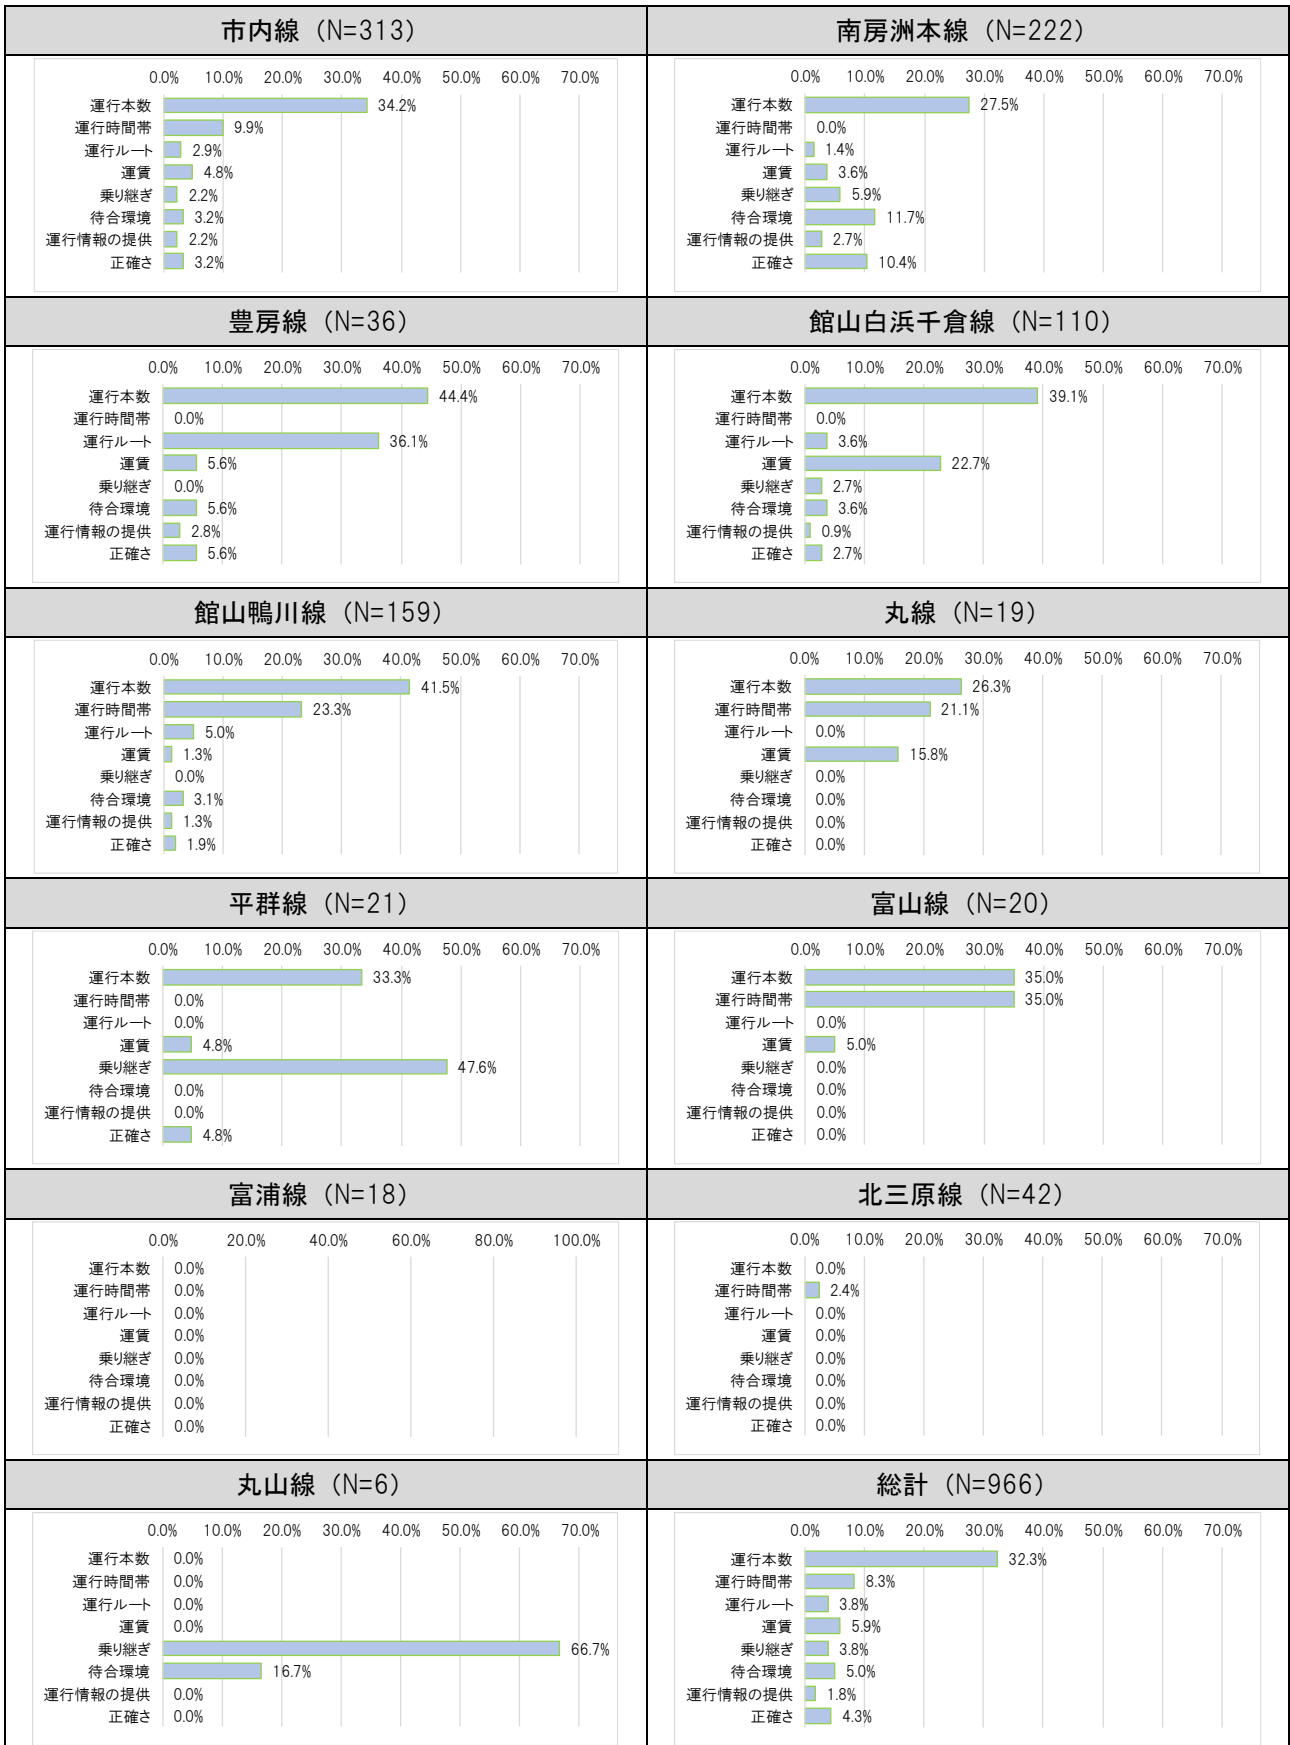 市内線 (N=313)
0.0% 10.0% 20.0% 30.0% 40.0% 50.0% 60.0% 70.0%
運行本数 34.2%
運行時間帯 9.9%
運行ルート 2.9%
運賃 4.8%
乗り継ぎ 2.2%
待合環境 3.2%
運行情報の提供 2.2%
正確さ 3.2%
南房洲本線 (N=222)
0.0% 10.0% 20.0% 30.0% 40.0% 50.0% 60.0% 70.0%
運行本数 27.5%
運行時間帯 0.0%
運行ルート 1.4%
運賃 3.6%
乗り継ぎ 5.9%
待合環境 11.7%
運行情報の提供 2.7%
正確さ 10.4%
豊房線 (N=36)
0.0% 10.0% 20.0% 30.0% 40.0% 50.0% 60.0% 70.0%
運行本数 44.4%
運行時間帯 0.0%
運行ルート 36.1%
運賃 5.6%
乗り継ぎ 0.0%
待合環境 5.6%
運行情報の提供 2.8%
正確さ 5.6%
館山白浜千倉線 (N=110)
0.0% 10.0% 20.0% 30.0% 40.0% 50.0% 60.0% 70.0%
運行本数 39.1%
運行時間帯 0.0%
運行ルート 3.6%
運賃 22.7%
乗り継ぎ 2.7%
待合環境 3.6%
運行情報の提供 0.9%
正確さ 2.7%
館山鴨川線 (N=159)
0.0% 10.0% 20.0% 30.0% 40.0% 50.0% 60.0% 70.0%
運行本数 41.5%
運行時間帯 23.3%
運行ルート 5.0%
運賃 1.3%
乗り継ぎ 0.0%
待合環境 3.1%
運行情報の提供 1.3%
正確さ 1.9%
丸線 (N=19)
0.0% 10.0% 20.0% 30.0% 40.0% 50.0% 60.0% 70.0%
運行本数 26.3%
運行時間帯 21.1%
運行ルート 0.0%
運賃 15.8%
乗り継ぎ 0.0%
待合環境 0.0%
運行情報の提供 0.0%
正確さ 0.0%
平群線 (N=21)
0.0% 10.0% 20.0% 30.0% 40.0% 50.0% 60.0% 70.0%
運行本数 33.3%
運行時間帯 0.0%
運行ルート 0.0%
運賃 4.8%
乗り継ぎ 47.6%
待合環境 0.0%
運行情報の提供 0.0%
正確さ 4.8%
富山線 (N=20)
0.0% 10.0% 20.0% 30.0% 40.0% 50.0% 60.0% 70.0%
運行本数 35.0%
運行時間帯 35.0%
運行ルート 0.0%
運賃 5.0%
乗り継ぎ 0.0%
待合環境 0.0%
運行情報の提供 0.0%
正確さ 0.0%
富浦線 (N=18)
0.0% 20.0% 40.0% 60.0% 80.0% 100.0%
運行本数 0.0%
運行時間帯 0.0%
運行ルート 0.0%
運賃 0.0%
乗り継ぎ 0.0%
待合環境 0.0%
運行情報の提供 0.0%
正確さ 0.0%
北三原線 (N=42)
0.0% 10.0% 20.0% 30.0% 40.0% 50.0% 60.0% 70.0%
運行本数 0.0%
運行時間帯 2.4%
運行ルート 0.0%
運賃 0.0%
乗り継ぎ 0.0%
待合環境 0.0%
運行情報の提供 0.0%
正確さ 0.0%
丸山線 (N=6)
0.0% 10.0% 20.0% 30.0% 40.0% 50.0% 60.0% 70.0%
運行本数 0.0%
運行時間帯 0.0%
運行ルート 0.0%
運賃 0.0%
乗り継ぎ 66.7%
待合環境 16.7%
運行情報の提供 0.0%
正確さ 0.0%
総計 (N=966)
0.0% 10.0% 20.0% 30.0% 40.0% 50.0% 60.0% 70.0%
運行本数 32.3%
運行時間帯 8.3%
運行ルート 3.8%
運賃 5.9%
乗り継ぎ 3.8%
待合環境 5.0%
運行情報の提供 1.8%
正確さ 4.3%